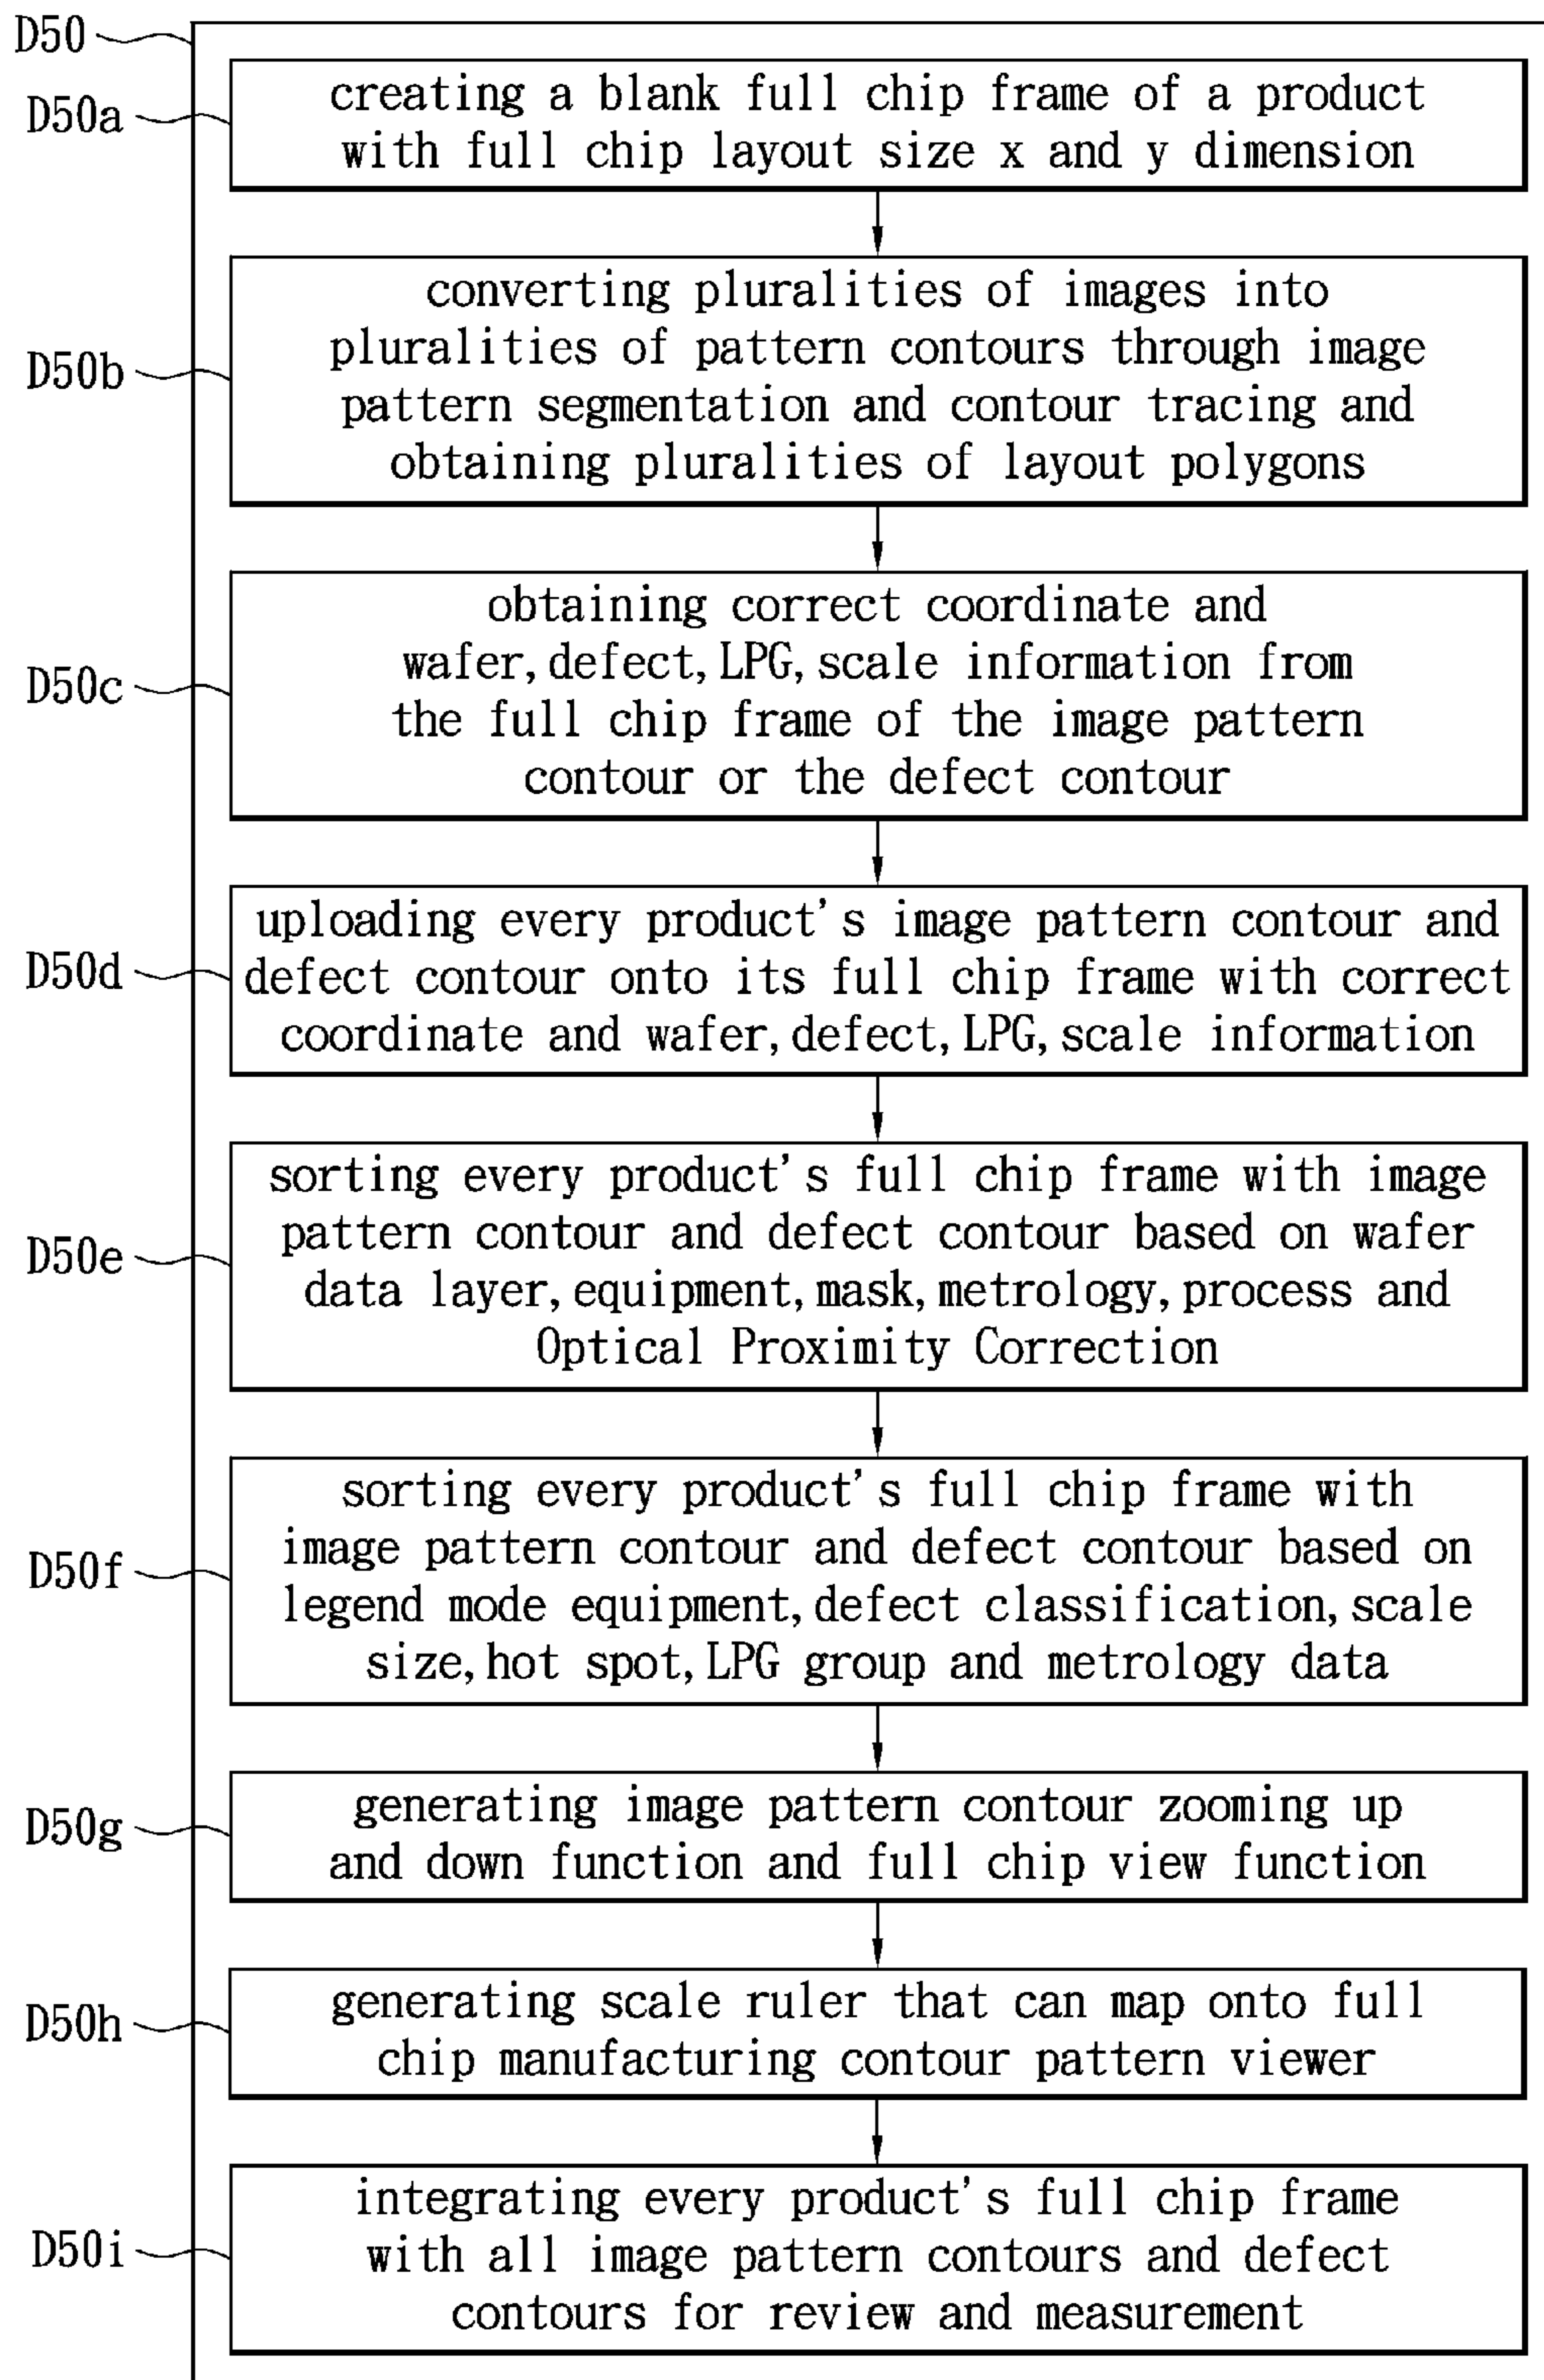 D50
D50a
creating a blank full chip frame of a product
with full chip layout size x and y dimension
D50b
converting pluralities of images into
pluralities of pattern contours through image
pattern segmentation and contour tracing and
obtaining pluralities of layout polygons
D50c
obtaining correct coordinate and
wafer, defect, LPG, scale information from
the full chip frame of the image pattern
contour or the defect contour
D50d
uploading every product's image pattern contour and
defect contour onto its full chip frame with correct
coordinate and wafer, defect, LPG, scale information
D50e
sorting every product's full chip frame with image
pattern contour and defect contour based on wafer
data layer, equipment, mask, metrology, process and
Optical Proximity Correction
D50f
sorting every product's full chip frame with
image pattern contour and defect contour based on
legend mode equipment, defect classification, scale
size, hot spot, LPG group and metrology data
D50g
generating image pattern contour zooming up
and down function and full chip view function
D50h
generating scale ruler that can map onto full
chip manufacturing contour pattern viewer
D50i
integrating every product's full chip frame
with all image pattern contours and defect
contours for review and measurement